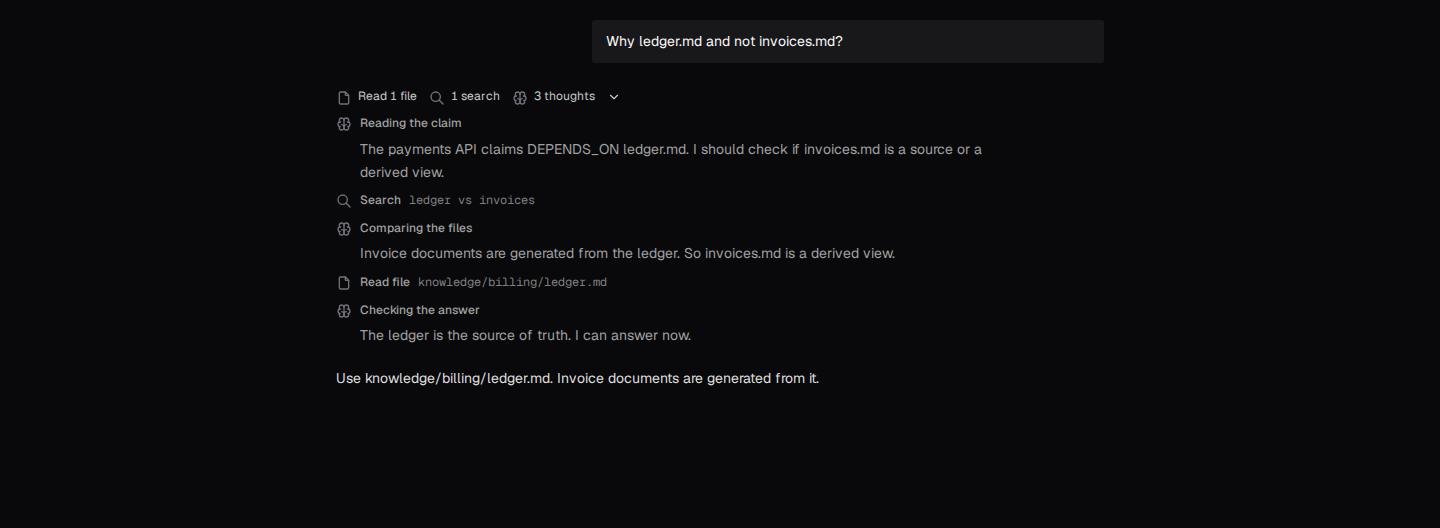 Why ledger.md and not invoices.md?
Read 1 file 1 search 3 thoughts
Reading the claim
The payments API claims DEPENDS_ON ledger.md. I should check if invoices.md is a source or a
derived view.
Search ledger vs invoices
Comparing the files
Invoice documents are generated from the ledger. So invoices.md is a derived view.
Read file knowledge/billing/ledger.md
Checking the answer
The ledger is the source of truth. I can answer now.
Use knowledge/billing/ledger.md. Invoice documents are generated from it.